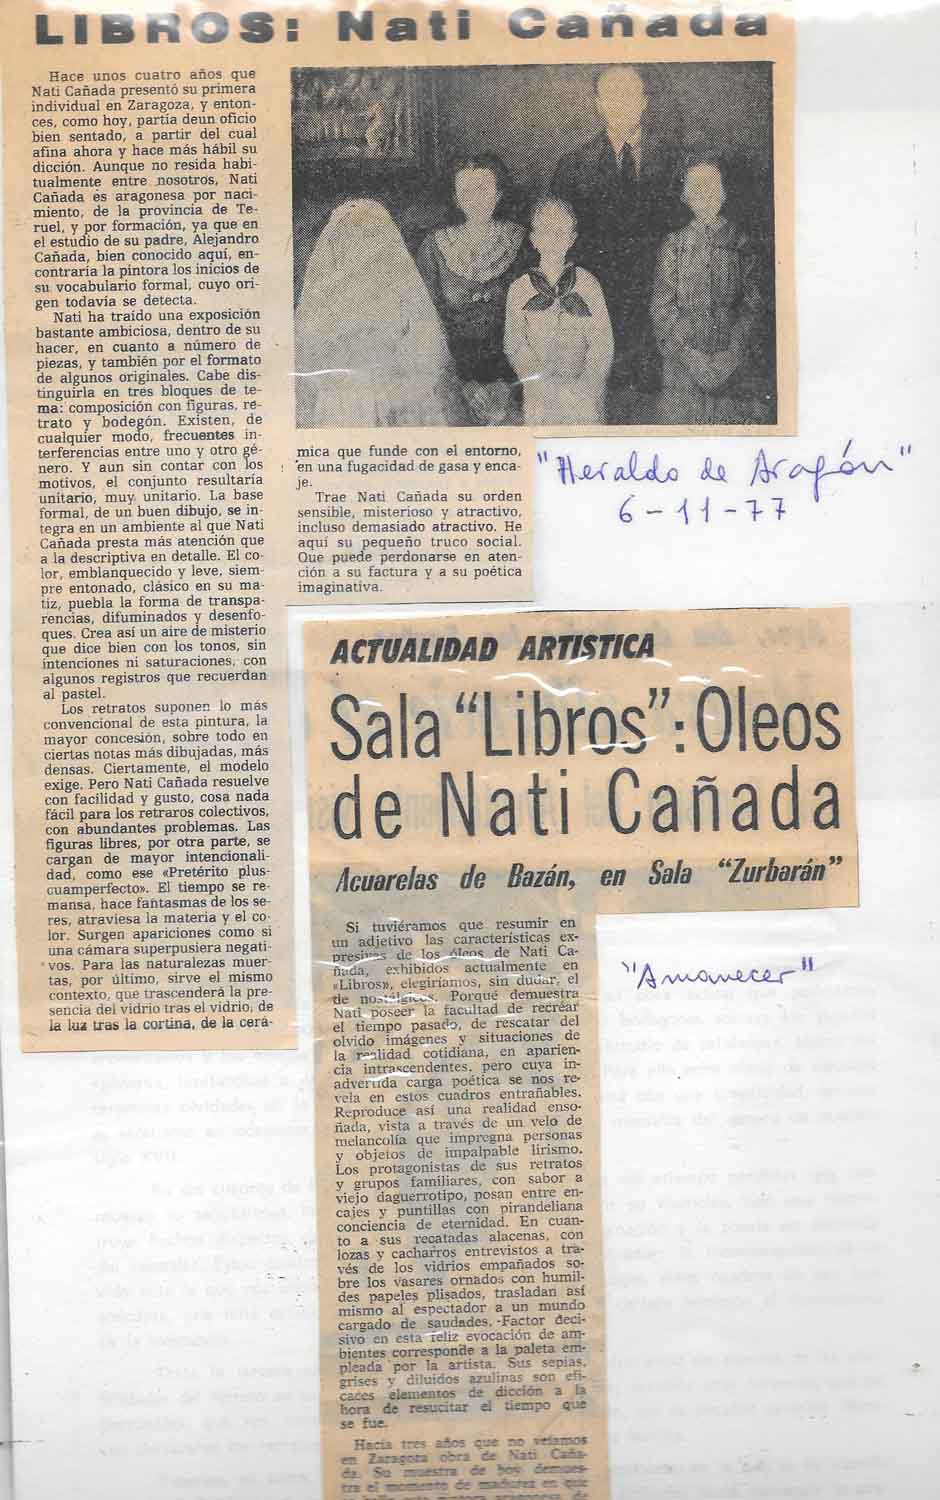 LIBROS: Nati Cañada
Hace unos cuatro años que
Nati Cañada presentó su primera
individual en Zaragoza, y enton-
ces, como hoy, partía deun oficio
bien sentado, a partir del cual
afina ahora y hace más hábil su
dicción. Aunque no resida habi-
tualmente entre nosotros, Nati
Cañada es aragonesa por naci-
miento, de la provincia de Te-
ruel, y por formación, ya que en
el estudio de su padre, Alejandro
Cañada, bien conocido aquí, en-
contraría la pintora los inicios de
su vocabulario formal, cuyo ori-
gen todavía se detecta.
Nati ha traído una exposición
bastante ambiciosa, dentro de su
hacer, en cuanto a número de
piezas, y también por el formato
de algunos originales. Cabe dis-
tinguirla en tres bloques de te-
ma: composición con figuras, re-
trato y bodegón. Existen, de
cualquier modo, frecuentes in-
terferencias entre uno y otro gé-
nero. Y aun sin contar con los
motivos, el conjunto resultaría
unitario, muy unitario. La base
formal, de un buen dibujo, se in-
tegra en un ambiente al que Nati
Cañada presta más atención que
a la descriptiva en detalle. El co-
lor, emblanquecido y leve, siem-
pre entonado, clásico en su ma-
tiz, puebla la forma de transpa-
rencias, difuminados y desenfo-
ques. Crea así un aire de misterio
que dice bien con los tonos, sin
intenciones ni saturaciones, con
algunos registros que recuerdan
al pastel.
Los retratos suponen lo más
convencional de esta pintura, la
mayor concesión, sobre todo en
ciertas notas más dibujadas, más
densas. Ciertamente, el modelo
exige. Pero Nati Cañada resuelve
con facilidad y gusto, cosa nada
fácil para los retraros colectivos,
con abundantes problemas. Las
figuras libres, por otra parte, se
cargan de mayor intencionali-
dad, como ese «Pretérito plus-
cuamperfecto». El tiempo se re-
mansa, hace fantasmas de los se-
res, atraviesa la materia y el co-
lor. Surgen apariciones como si
una cámara superpusiera negati-
vos. Para las naturalezas muer-
tas, por último, sirve el mismo
contexto, que trascenderá la pre-
sencia del vidrio tras el vidrio, de
la luz tras la cortina, de la cerá-
mica que funde con el entorno,
en una fugacidad de gasa y enca-
je.
Trae Nati Cañada su orden
sensible, misterioso y atractivo,
incluso demasiado atractivo. He
aquí su pequeño truco social.
Que puede perdonarse en aten-
ción a su factura y a su poética
imaginativa.
"Heraldo de Aragón"
6-11-77
ACTUALIDAD ARTISTICA
Sala "Libros": Oleos
de Nati Cañada
Acuarelas de Bazán, en Sala "Zurbarán"
"Amanecer"
Si tuviéramos que resumir en
un adjetivo las características ex-
presivas de los óleos de Nati Ca-
ñada, exhibidos actualmente en
«Libros», elegiríamos, sin dudar, el
de nostálgicos. Porqué demuestra
Nati poseer la facultad de recrear
el tiempo pasado, de rescatar del
olvido imágenes y situaciones de
la realidad cotidiana, en aparien-
cia intrascendentes, pero cuya in-
advertida carga poética se nos re-
vela en estos cuadros entrañables.
Reproduce así una realidad enso-
ñada, vista a través de un velo de
melancolía que impregna personas
y objetos de impalpable lirismo.
Los protagonistas de sus retratos
y grupos familiares, con sabor a
viejo daguerrotipo, posan entre en-
cajes y puntillas con pirandeliana
conciencia de eternidad. En cuan-
to a sus recatadas alacenas, con
lozas y cacharros entrevistos a tra-
vés de los vidrios empañados so-
bre los vasares ornados con humil-
des papeles plisados, trasladan así
mismo al espectador a un mundo
cargado de saudades. Factor deci-
sivo en esta feliz evocación de am-
bientes corresponde a la paleta em-
pleada por la artista. Sus sepias,
grises y diluidos azulinas son efi-
caces elementos de dicción a la
hora de resucitar el tiempo que
se fue.
Hacía tres años que no veíamos
en Zaragoza obra de Nati Caña-
da. Su muestra de hoy demues-
tra el momento de madurez en que